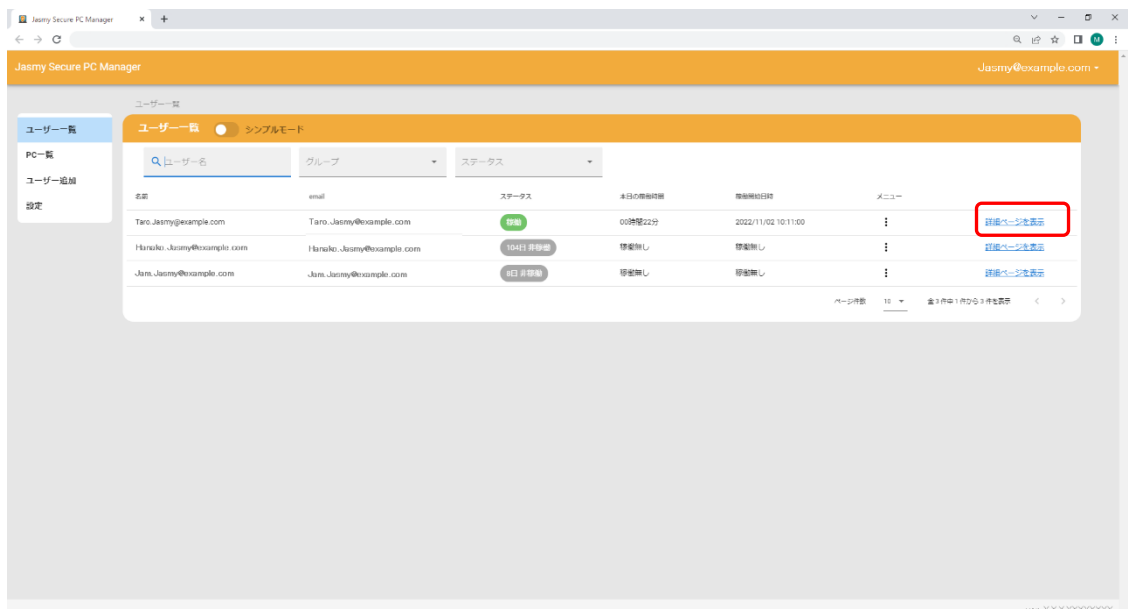 Jasmy Secure PC Manager
M
Jasmy Secure PC Manager
Jasmy@example.com
ユーザー一覧
ユーザー一覧
PC一覧
ユーザー追加
設定
ユーザー一覧 シンプルモード
ユーザー名 グループ ステータス
名前 email ステータス 本日の稼働時間 稼働開始日時 メニュー
Taro.Jasmy@example.com Taro.Jasmy@example.com 稼働 00時間22分 2022/11/02 10:11:00 詳細ページを表示
Hanako.Jasmy@example.com Hanako.Jasmy@example.com 104日 非稼働 稼働無し 稼働無し 詳細ページを表示
Jam.Jasmy@example.com Jam.Jasmy@example.com 8日 非稼働 稼働無し 稼働無し 詳細ページを表示
ページ件数 10 全3件中1件から3件を表示